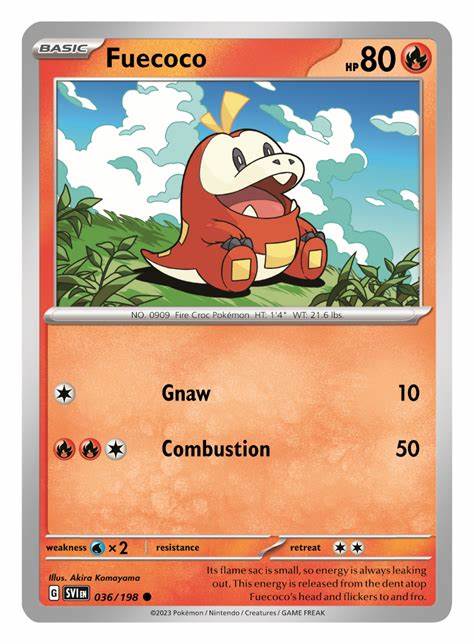 BASIC
Fuecoco
HP 80
NO. 0909 Fire Croc Pokémon HT: 1'4" WT: 21.6 lbs.
Gnaw 10
Combustion 50
weakness ×2 resistance retreat
Illus. Akira Komayama
Its flame sac is small, so energy is always leaking
out. This energy is released from the dent atop
Fuecoco's head and flickers to and fro.
G SVI EN 036/198
©2023 Pokémon / Nintendo / Creatures / GAME FREAK